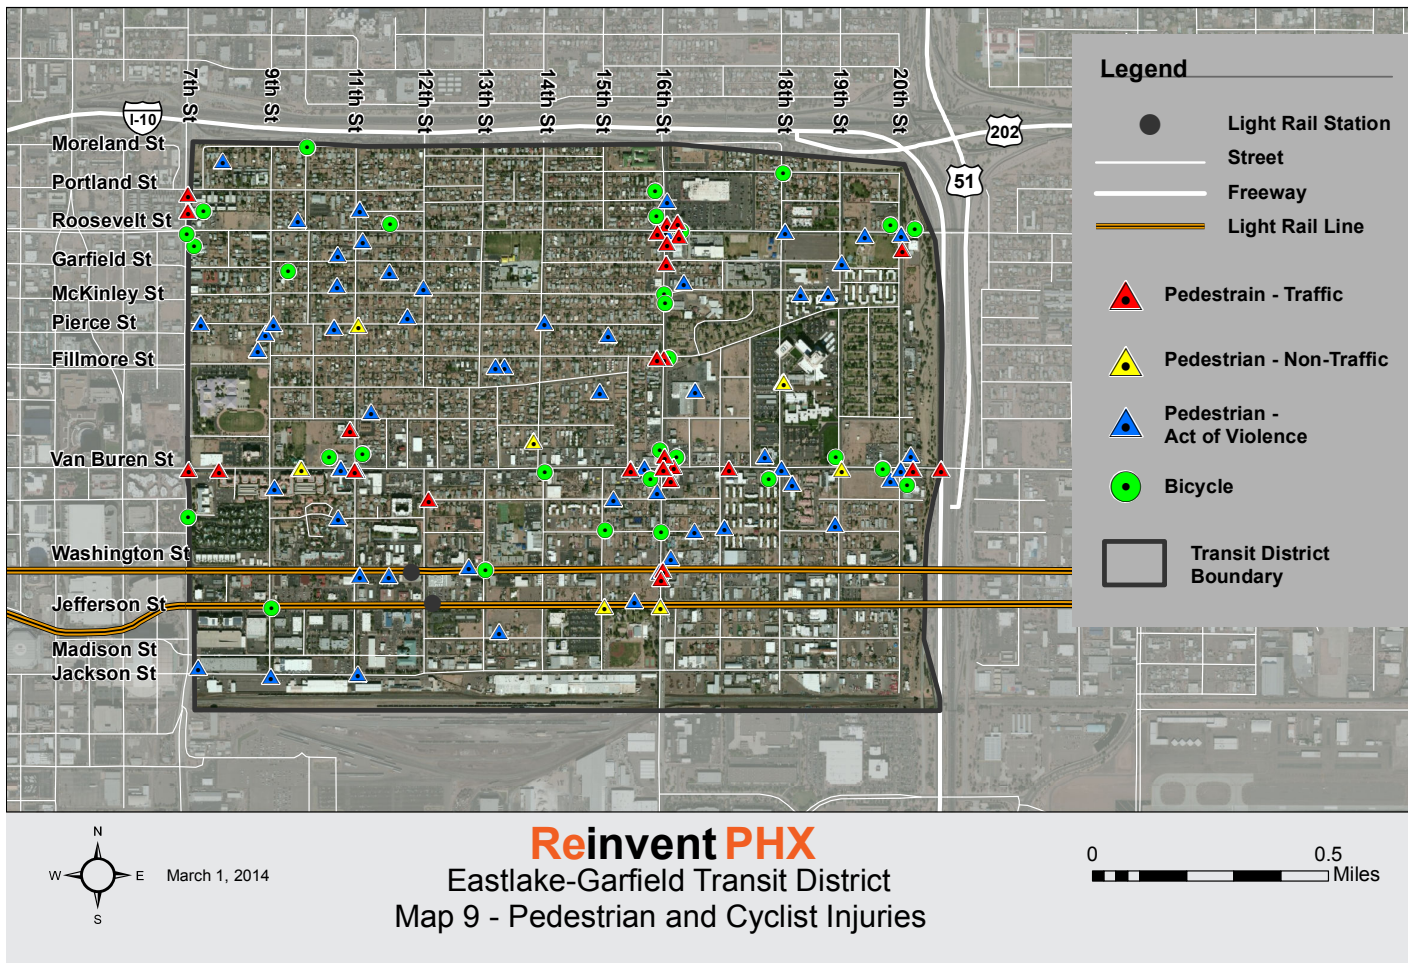 7th St
9th St
11th St
12th St
13th St
14th St
15th St
16th St
18th St
19th St
20th St
I-10
202
51
Moreland St
Portland St
Roosevelt St
Garfield St
McKinley St
Pierce St
Fillmore St
Van Buren St
Washington St
Jefferson St
Madison St
Jackson St
Legend
Light Rail Station
Street
Freeway
Light Rail Line
Pedestrain - Traffic
Pedestrian - Non-Traffic
Pedestrian -
Act of Violence
Bicycle
Transit District
Boundary
N
W E
S
March 1, 2014
Reinvent PHX
Eastlake-Garfield Transit District
Map 9 - Pedestrian and Cyclist Injuries
0 0.5
Miles